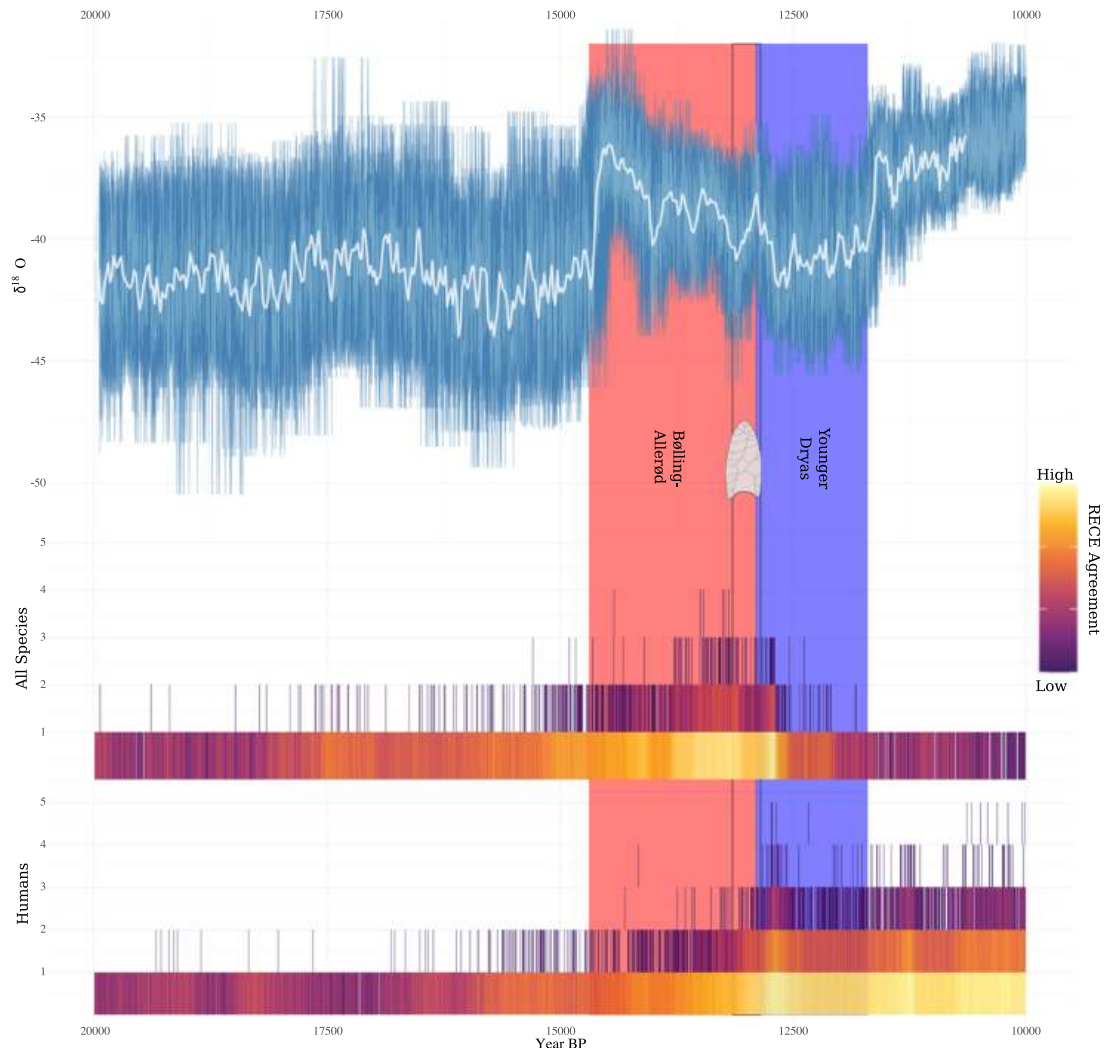 20000 17500 15000 12500 10000
-35
-40
-45
-50
δ¹⁸ O
Bølling-
Allerød
Younger
Dryas
High
Low
RECE Agreement
5
4
3
2
1
All Species
5
4
3
2
1
Humans
20000 17500 15000 12500 10000
Year BP